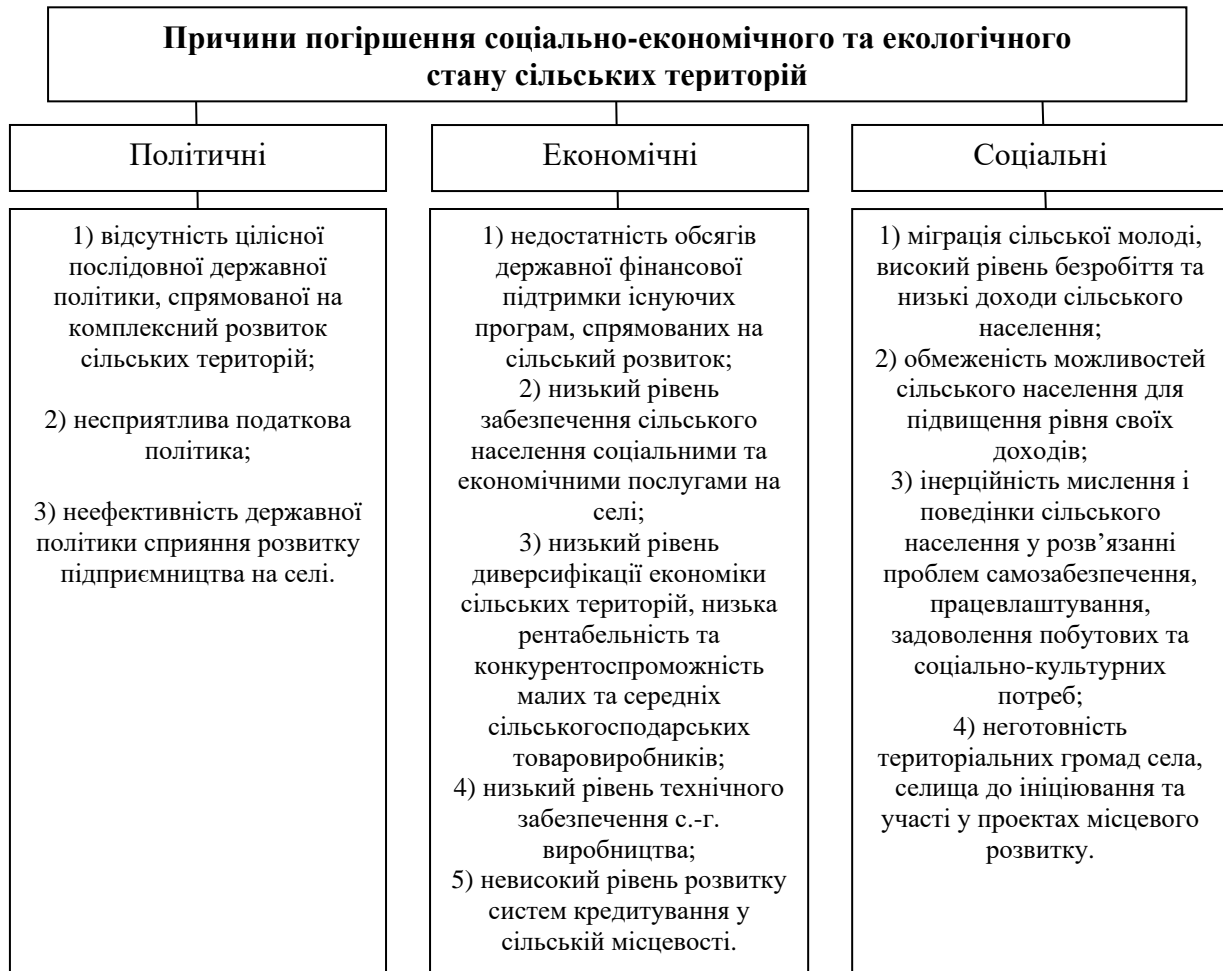 Причини погіршення соціально-економічного та екологічного
стану сільських територій
Політичні
1) відсутність цілісної
послідовної державної
політики, спрямованої на
комплексний розвиток
сільських територій;
2) несприятлива податкова
політика;
3) неефективність державної
політики сприяння розвитку
підприємництва на селі.
Економічні
1) недостатність обсягів
державної фінансової
підтримки існуючих
програм, спрямованих на
сільський розвиток;
2) низький рівень
забезпечення сільського
населення соціальними та
економічними послугами на
селі;
3) низький рівень
диверсифікації економіки
сільських територій, низька
рентабельність та
конкурентоспроможність
малих та середніх
сільськогосподарських
товаровиробників;
4) низький рівень технічного
забезпечення с.-г.
виробництва;
5) невисокий рівень розвитку
систем кредитування у
сільській місцевості.
Соціальні
1) міграція сільської молоді,
високий рівень безробіття та
низькі доходи сільського
населення;
2) обмеженість можливостей
сільського населення для
підвищення рівня своїх
доходів;
3) інерційність мислення і
поведінки сільського
населення у розв’язанні
проблем самозабезпечення,
працевлаштування,
задоволення побутових та
соціально-культурних
потреб;
4) неготовність
територіальних громад села,
селища до ініціювання та
участі у проектах місцевого
розвитку.